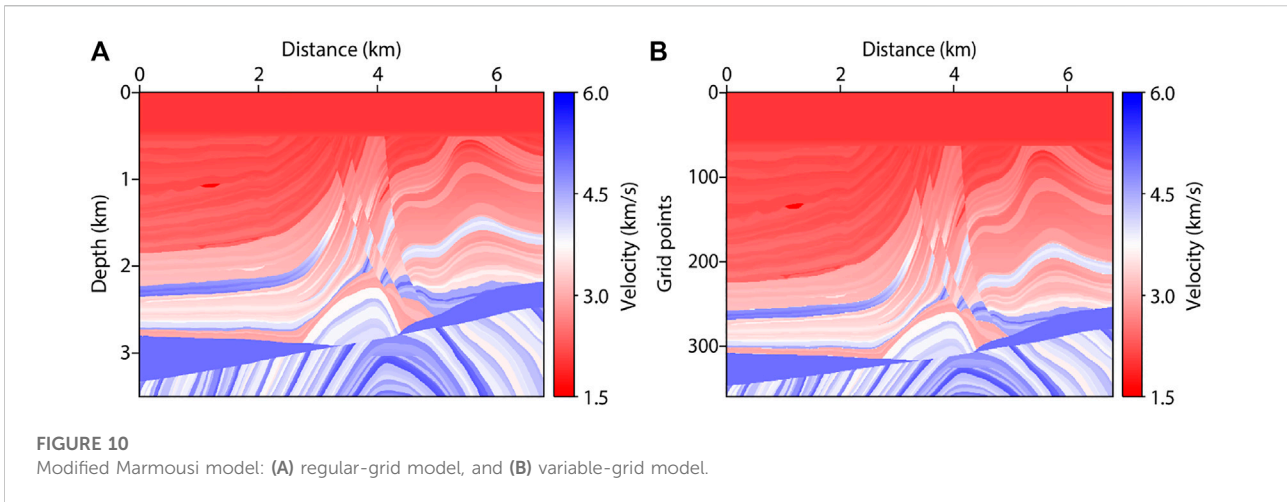 A
Distance (km)
0 2 4 6
Depth (km)
0
1
2
3
6.0
4.5
3.0
1.5
Velocity (km/s)
B
Distance (km)
0 2 4 6
Grid points
0
100
200
300
6.0
4.5
3.0
1.5
Velocity (km/s)
FIGURE 10
Modified Marmousi model: (A) regular-grid model, and (B) variable-grid model.